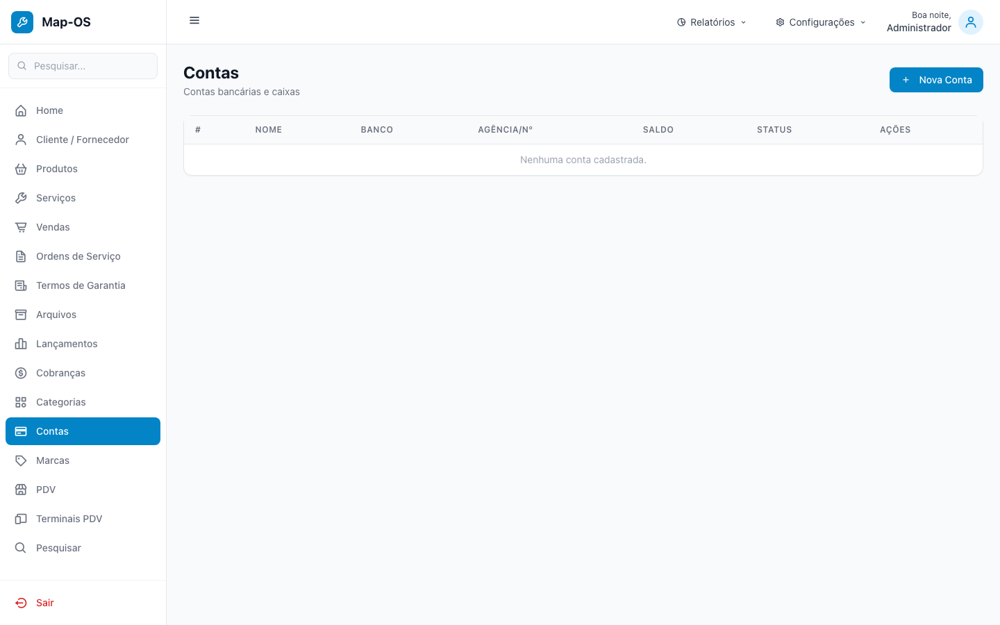 Map-OS
Relatórios
Configurações
Boa noite,
Administrador
Pesquisar...
Home
Cliente / Fornecedor
Produtos
Serviços
Vendas
Ordens de Serviço
Termos de Garantia
Arquivos
Lançamentos
Cobranças
Categorias
Contas
Marcas
PDV
Terminais PDV
Pesquisar
Sair
Contas
Contas bancárias e caixas
+ Nova Conta
# NOME BANCO AGÊNCIA/Nº SALDO STATUS AÇÕES
Nenhuma conta cadastrada.